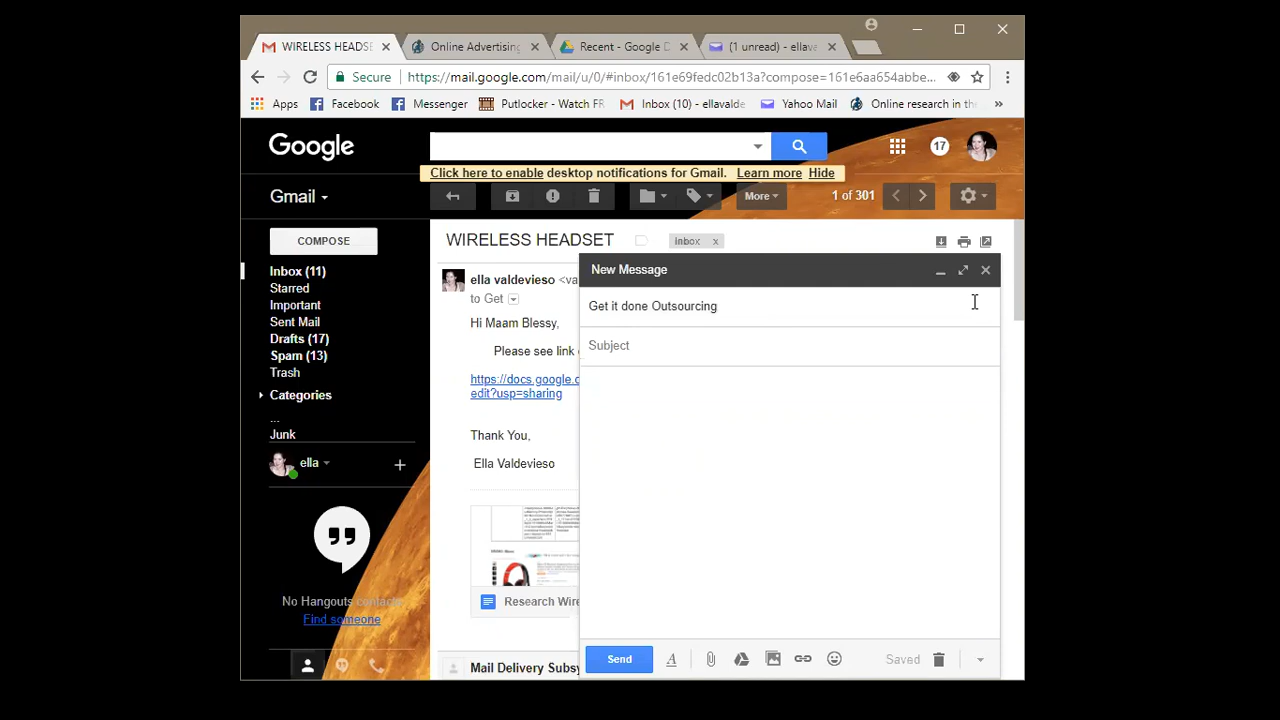 WIRELESS HEADSE
Online Advertising
Recent - Google D
(1 unread) - ellava
Secure
https://mail.google.com/mail/u/0/#inbox/161e69fedc02b13a?compose=161e6aa654abbe...
Apps
Facebook
Messenger
Putlocker - Watch FR
Inbox (10) - ellavalde
Yahoo Mail
Online research in the
»
Google
17
Click here to enable desktop notifications for Gmail. Learn more Hide
Gmail
More
1 of 301
COMPOSE
WIRELESS HEADSET
Inbox x
Inbox (11)
Starred
Important
Sent Mail
Drafts (17)
Spam (13)
Trash
Categories
...
Junk
ella
No Hangouts contacts
Find someone
ella valdevieso <va
to Get
Hi Maam Blessy,
Please see link
https://docs.google.c
edit?usp=sharing
Thank You,
Ella Valdevieso
Research Wire
Mail Delivery Subsy
New Message
Get it done Outsourcing
Subject
Send
Saved